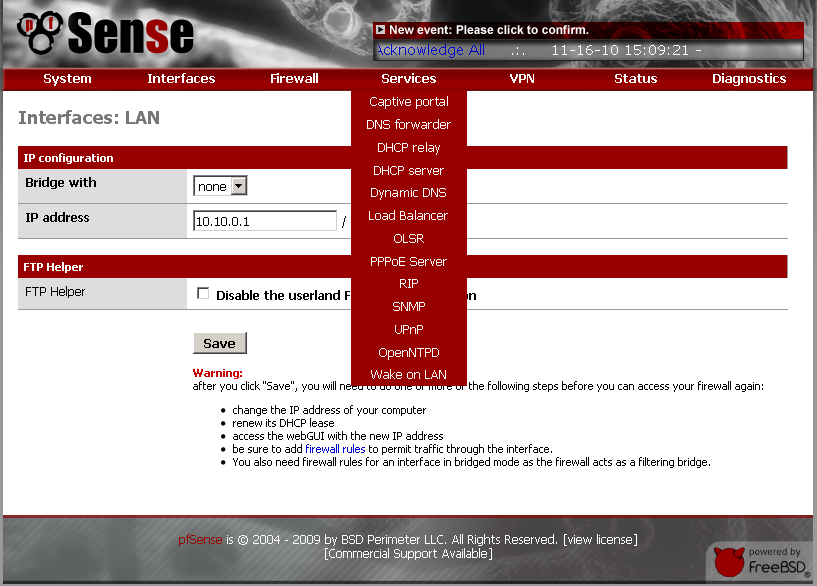 pf Sense
New event: Please click to confirm.
Acknowledge All .:. 11-16-10 15:09:21 -
System Interfaces Firewall Services VPN Status Diagnostics
Captive portal
DNS forwarder
DHCP relay
DHCP server
Dynamic DNS
Load Balancer
OLSR
PPPoE Server
RIP
SNMP
UPnP
OpenNTPD
Wake on LAN
Interfaces: LAN
IP configuration
Bridge with none
IP address 10.10.0.1 /
FTP Helper
FTP Helper Disable the userland F n
Save
Warning:
after you click "Save", you will need to do one or more of the following steps before you can access your firewall again:
• change the IP address of your computer
• renew its DHCP lease
• access the webGUI with the new IP address
• be sure to add firewall rules to permit traffic through the interface.
• You also need firewall rules for an interface in bridged mode as the firewall acts as a filtering bridge.
pfSense is © 2004 - 2009 by BSD Perimeter LLC. All Rights Reserved. [view license]
[Commercial Support Available]
powered by
FreeBSD®